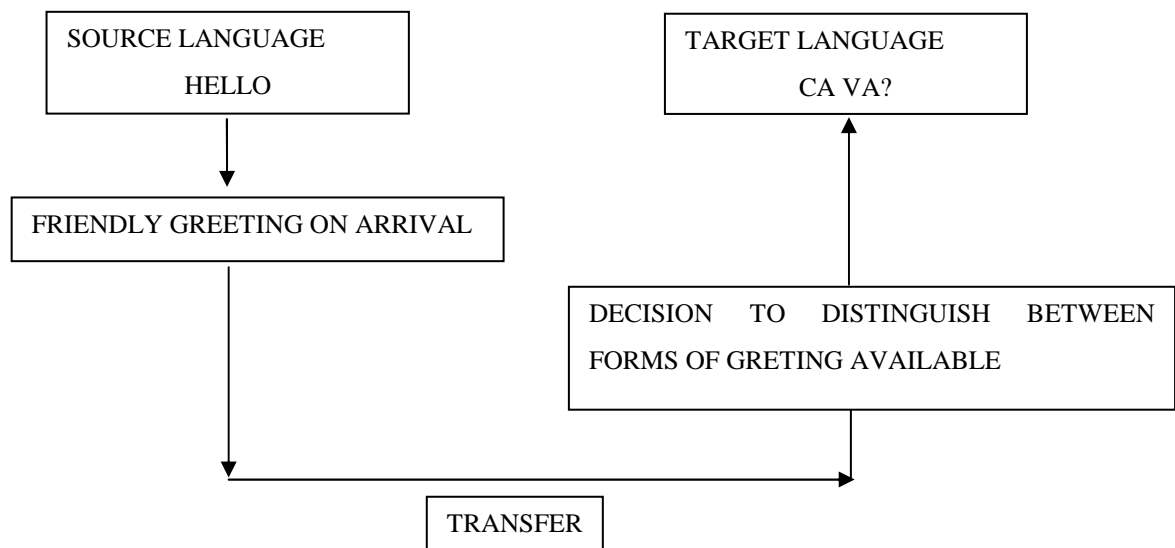 SOURCE LANGUAGE
HELLO
TARGET LANGUAGE
CA VA?
FRIENDLY GREETING ON ARRIVAL
DECISION TO DISTINGUISH BETWEEN
FORMS OF GRETING AVAILABLE
TRANSFER